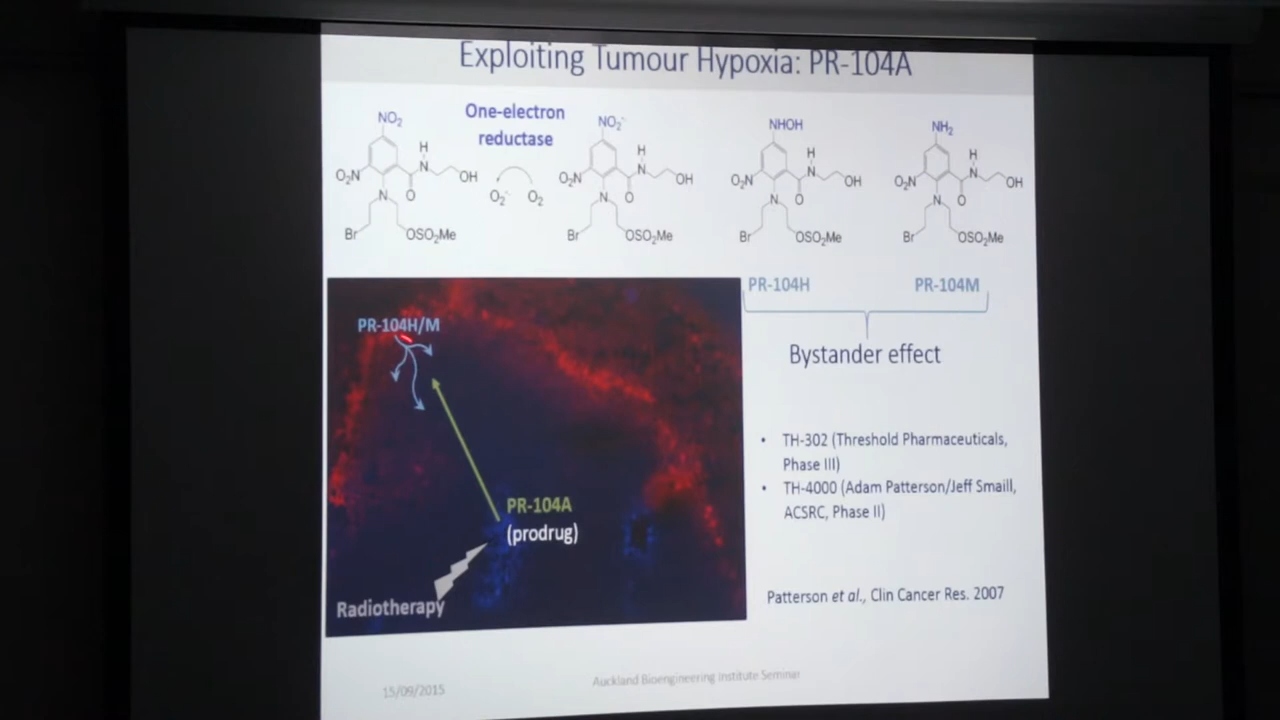 Exploiting Tumour Hypoxia: PR-104A
One-electron
reductase
NO₂
O₂N
H
N
OH
O
N
Br
OSO₂Me
O₂⁻
O₂
NO₂⁻
O₂N
H
N
OH
O
N
Br
OSO₂Me
NHOH
O₂N
H
N
OH
O
N
Br
OSO₂Me
NH₂
O₂N
H
N
OH
O
N
Br
OSO₂Me
PR-104H
PR-104M
Bystander effect
PR-104H/M
PR-104A
(prodrug)
Radiotherapy
• TH-302 (Threshold Pharmaceuticals,
Phase III)
• TH-4000 (Adam Patterson/Jeff Smaill,
ACSRC, Phase II)
Patterson et al., Clin Cancer Res. 2007
15/09/2015
Auckland Bioengineering Institute Seminar